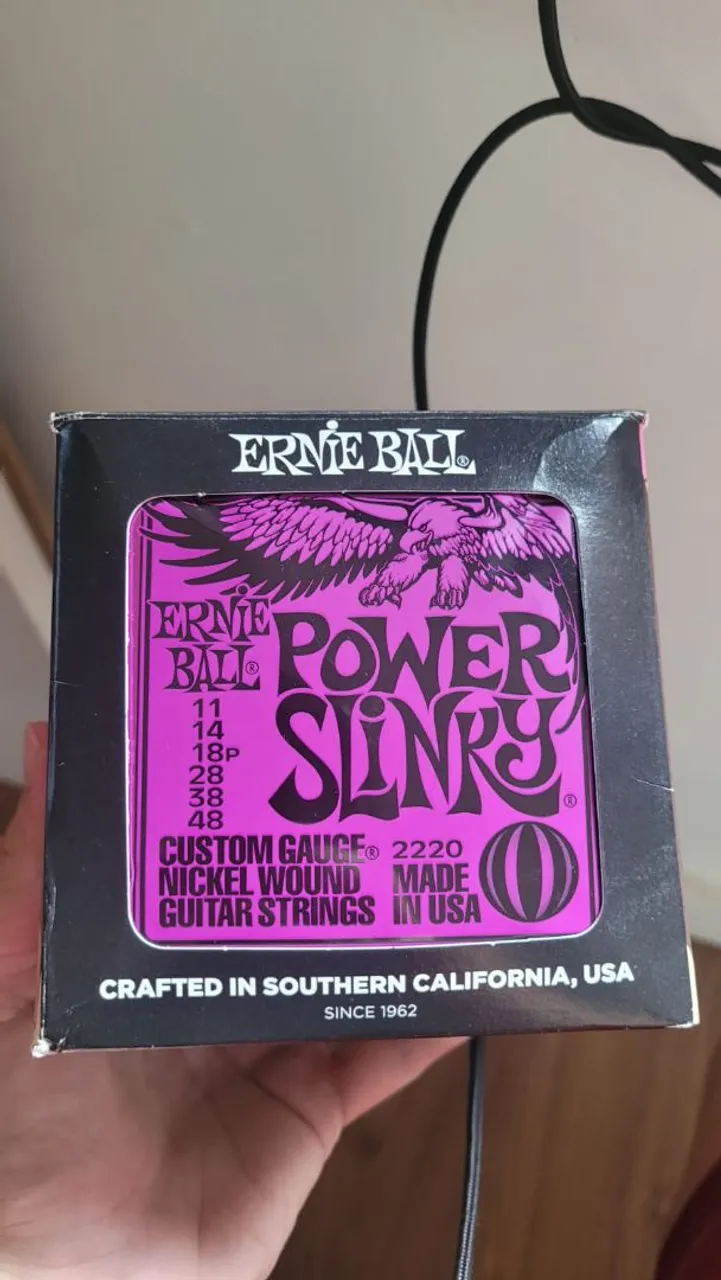 ERNIE BALL®
ERNIE
BALL®
POWER
SLINKY®
11
14
18P
28
38
48
CUSTOM GAUGE®
NICKEL WOUND
GUITAR STRINGS
2220
MADE
IN USA
CRAFTED IN SOUTHERN CALIFORNIA, USA
SINCE 1962